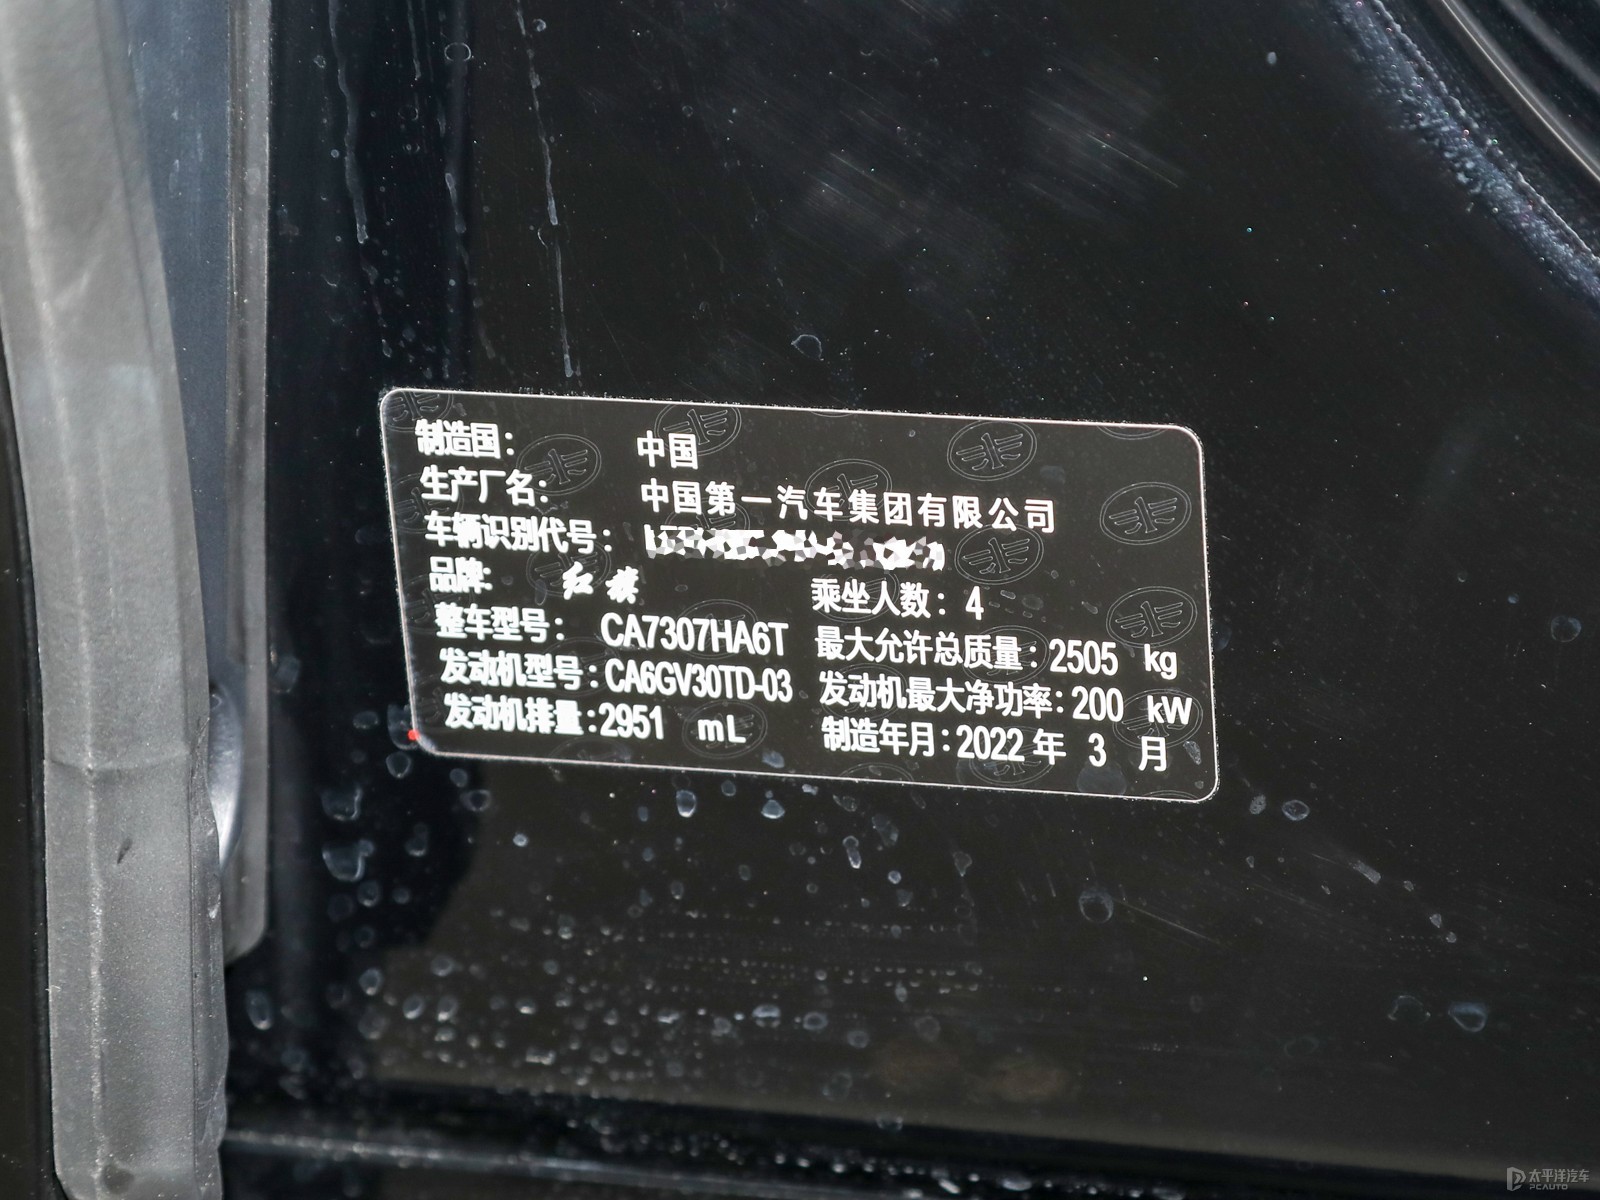 制造国： 中国
生产厂名： 中国第一汽车集团有限公司
车辆识别代号：
品牌: 红旗 乘坐人数：4
整车型号： CA7307HA6T 最大允许总质量：2505 kg
发动机型号：CA6GV30TD-03 发动机最大净功率：200 kW
发动机排量：2951 mL 制造年月：2022 年 3 月
太平洋汽车
PCAUTO